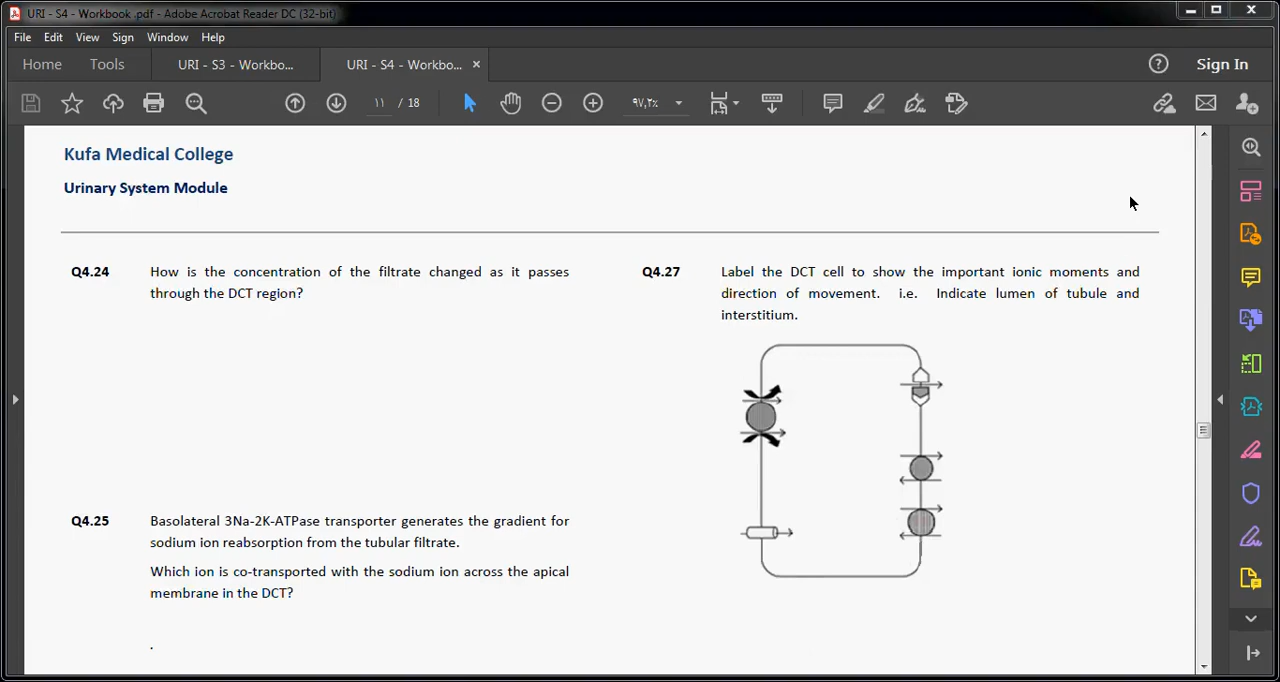 URI - S4 - Workbook .pdf - Adobe Acrobat Reader DC (32-bit)
File Edit View Sign Window Help
Home Tools URI - S3 - Workbo... URI - S4 - Workbo... × Sign In
١١ / 18 ٩٧,٢٪
Kufa Medical College
Urinary System Module
Q4.24 How is the concentration of the filtrate changed as it passes
through the DCT region?
Q4.25 Basolateral 3Na-2K-ATPase transporter generates the gradient for
sodium ion reabsorption from the tubular filtrate.
Which ion is co-transported with the sodium ion across the apical
membrane in the DCT?
.
Q4.27 Label the DCT cell to show the important ionic moments and
direction of movement. i.e. Indicate lumen of tubule and
interstitium.